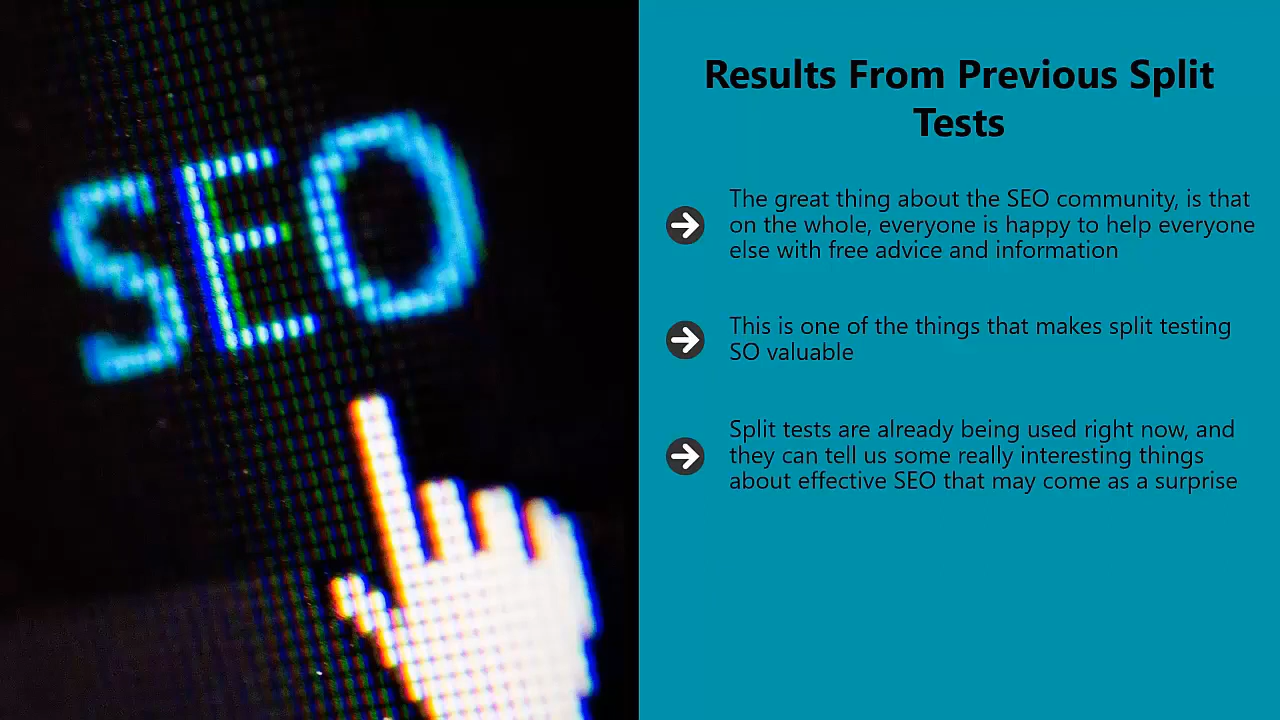 SEO
Results From Previous Split
Tests
The great thing about the SEO community, is that
on the whole, everyone is happy to help everyone
else with free advice and information
This is one of the things that makes split testing
SO valuable
Split tests are already being used right now, and
they can tell us some really interesting things
about effective SEO that may come as a surprise